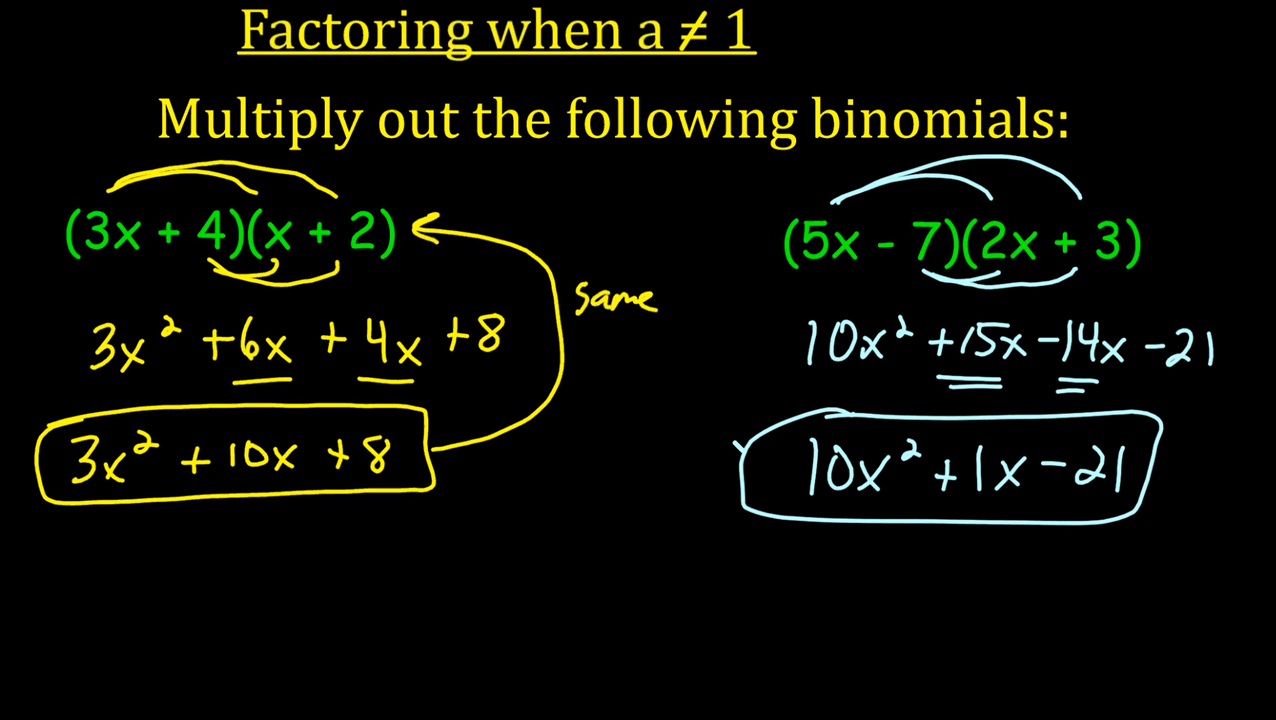 Factoring when a ≠ 1
Multiply out the following binomials:
(3x + 4)(x + 2)
3x² +6x + 4x +8
3x² + 10x + 8
same
(5x - 7)(2x + 3)
10x² +15x -14x -21
10x² + 1x - 21